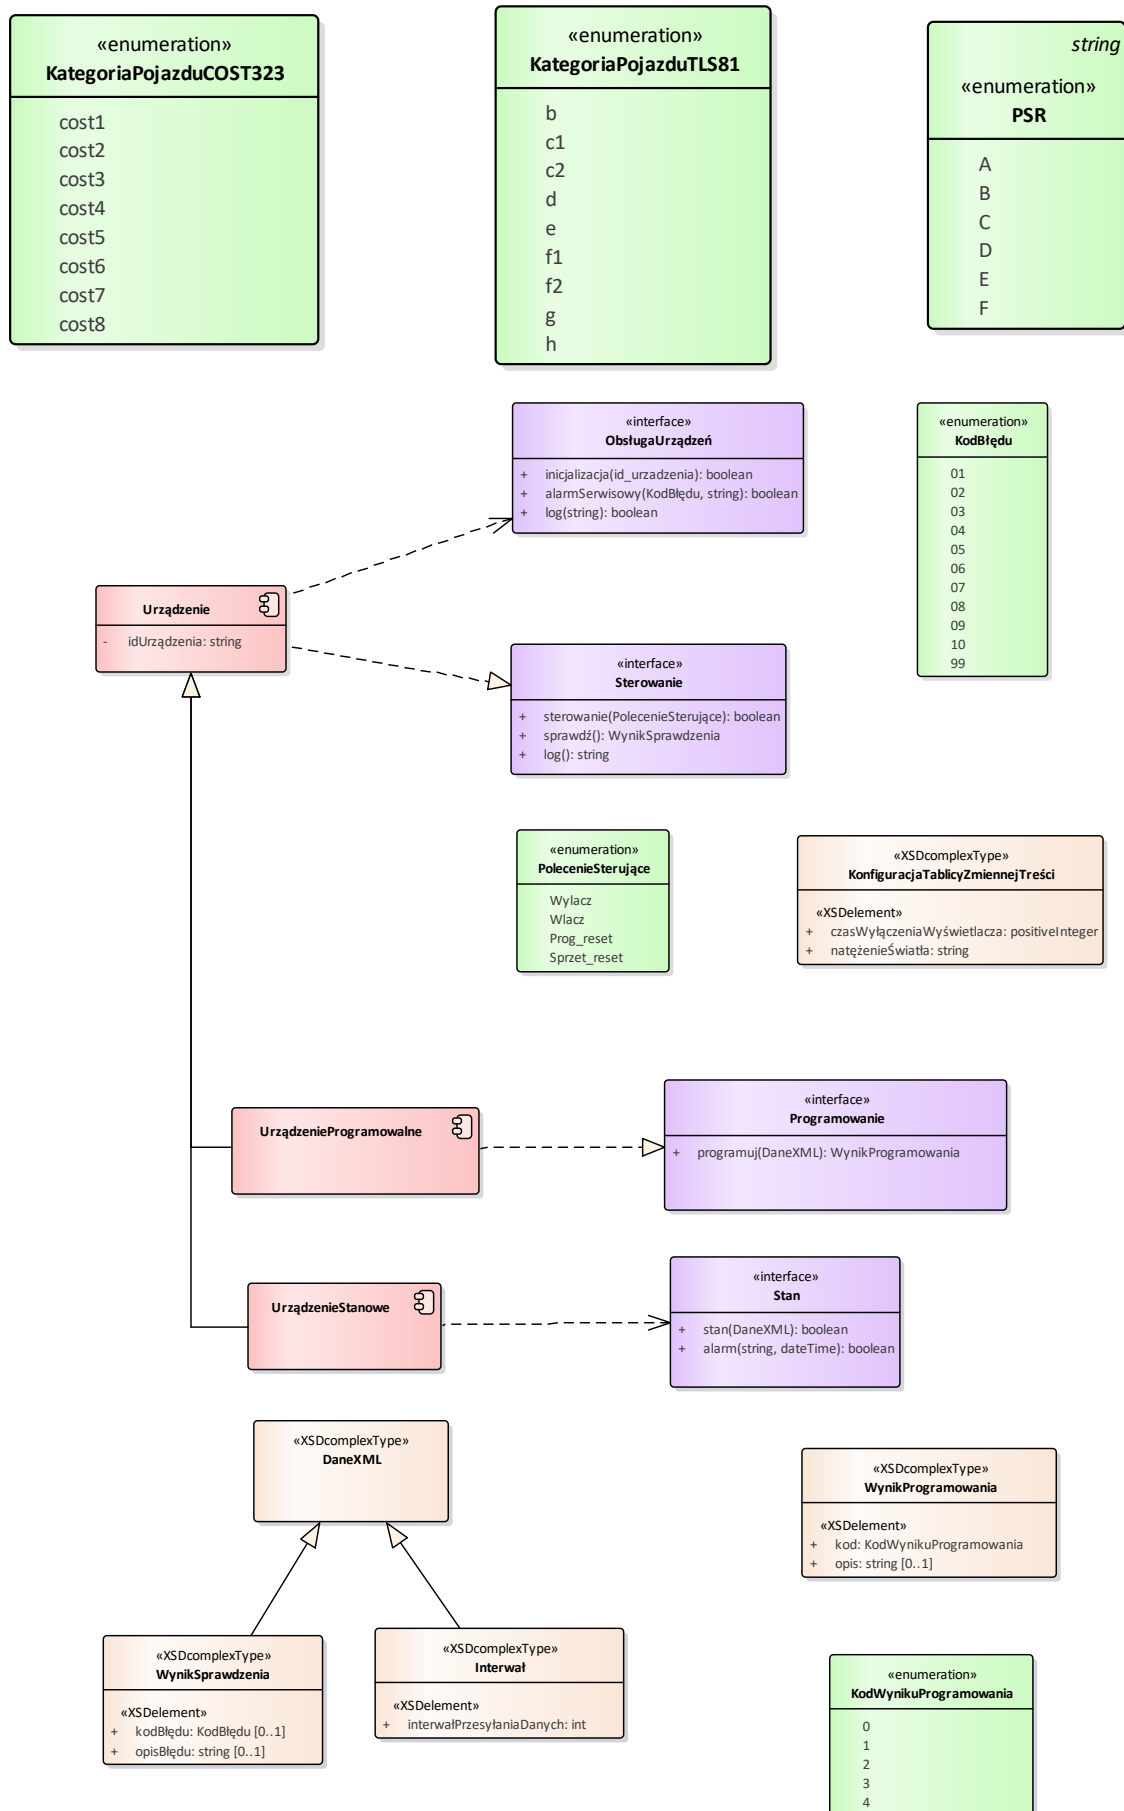 «enumeration»
KategoriaPojazduCOST323
cost1
cost2
cost3
cost4
cost5
cost6
cost7
cost8
«enumeration»
KategoriaPojazduTLS81
b
c1
c2
d
e
f1
f2
g
h
string
«enumeration»
PSR
A
B
C
D
E
F
«interface»
ObsługaUrządzeń
+ inicjalizacja(id_urzadzenia): boolean
+ alarmSerwisowy(KodBłędu, string): boolean
+ log(string): boolean
«enumeration»
KodBłędu
01
02
03
04
05
06
07
08
09
10
99
Urządzenie
- idUrządzenia: string
«interface»
Sterowanie
+ sterowanie(PolecenieSterujące): boolean
+ sprawdź(): WynikSprawdzenia
+ log(): string
«enumeration»
PolecenieSterujące
Wylacz
Wlacz
Prog_reset
Sprzet_reset
«XSDcomplexType»
KonfiguracjaTablicyZmiennejTreści
«XSDelement»
+ czasWyłączeniaWyświetlacza: positiveInteger
+ natężenieŚwiatła: string
UrządzenieProgramowalne
«interface»
Programowanie
+ programuj(DaneXML): WynikProgramowania
UrządzenieStanowe
«interface»
Stan
+ stan(DaneXML): boolean
+ alarm(string, dateTime): boolean
«XSDcomplexType»
DaneXML
«XSDcomplexType»
WynikProgramowania
«XSDelement»
+ kod: KodWynikuProgramowania
+ opis: string [0..1]
«XSDcomplexType»
WynikSprawdzenia
«XSDelement»
+ kodBłędu: KodBłędu [0..1]
+ opisBłędu: string [0..1]
«XSDcomplexType»
Interwał
«XSDelement»
+ interwałPrzesyłaniaDanych: int
«enumeration»
KodWynikuProgramowania
0
1
2
3
4